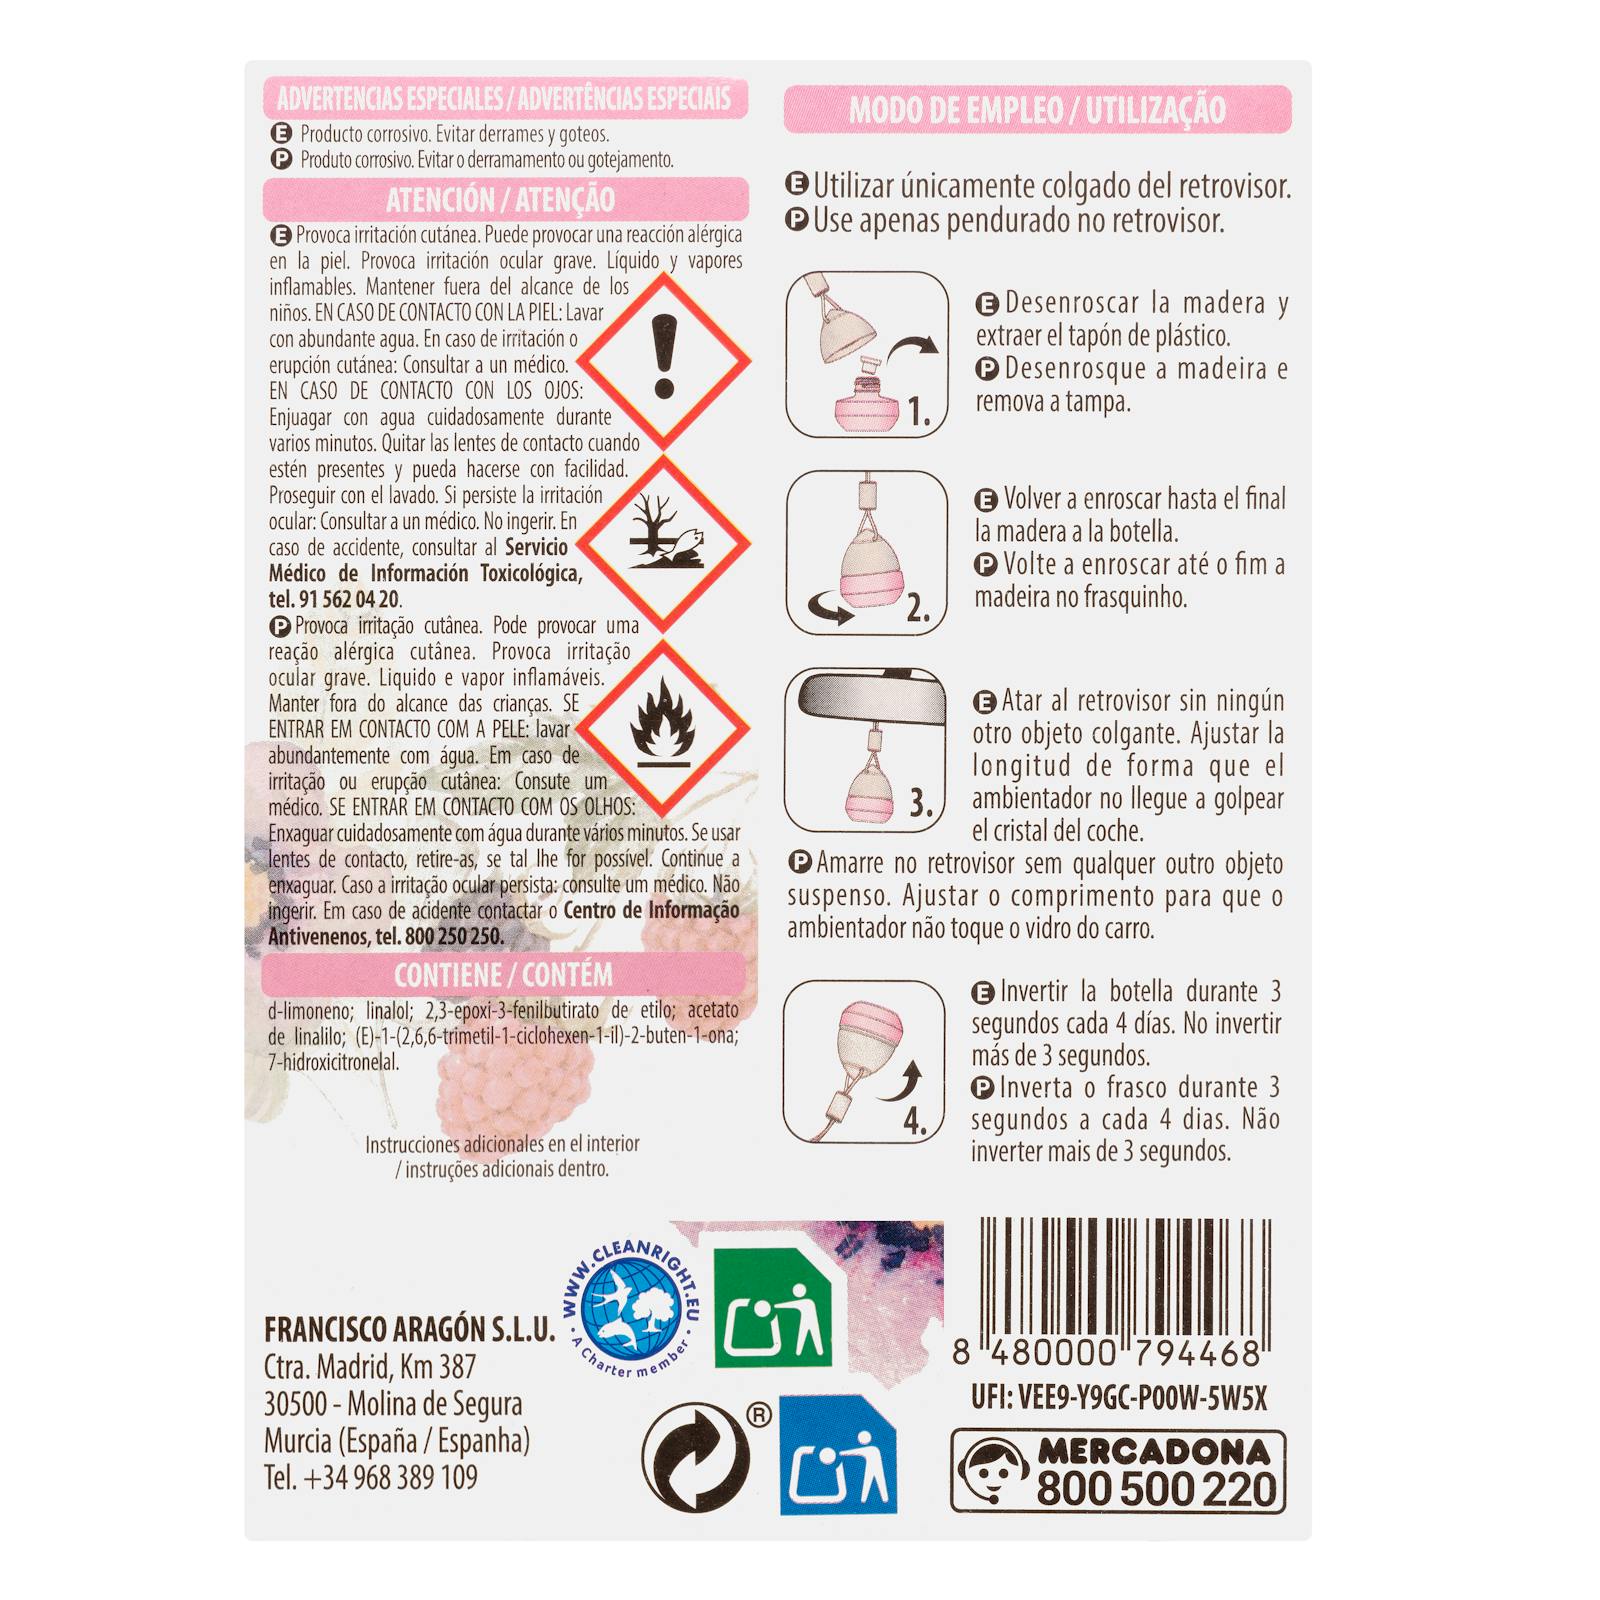 ADVERTENCIAS ESPECIALES / ADVERTÊNCIAS ESPECIAIS
E Producto corrosivo. Evitar derrames y goteos.
P Produto corrosivo. Evitar o derramamento ou gotejamento.
ATENCIÓN / ATENÇÃO
E Provoca irritación cutánea. Puede provocar una reacción alérgica
en la piel. Provoca irritación ocular grave. Líquido y vapores
inflamables. Mantener fuera del alcance de los
niños. EN CASO DE CONTACTO CON LA PIEL: Lavar
con abundante agua. En caso de irritación o
erupción cutánea: Consultar a un médico.
EN CASO DE CONTACTO CON LOS OJOS:
Enjuagar con agua cuidadosamente durante
varios minutos. Quitar las lentes de contacto cuando
estén presentes y pueda hacerse con facilidad.
Proseguir con el lavado. Si persiste la irritación
ocular: Consultar a un médico. No ingerir. En
caso de accidente, consultar al Servicio
Médico de Información Toxicológica,
tel. 91 562 04 20.
P Provoca irritação cutânea. Pode provocar uma
reação alérgica cutânea. Provoca irritação
ocular grave. Liquido e vapor inflamáveis.
Manter fora do alcance das crianças. SE
ENTRAR EM CONTACTO COM A PELE: lavar
abundantemente com água. Em caso de
irritação ou erupção cutânea: Consute um
médico. SE ENTRAR EM CONTACTO COM OS OLHOS:
Enxaguar cuidadosamente com água durante vários minutos. Se usar
lentes de contacto, retire-as, se tal lhe for possível. Continue a
enxaguar. Caso a irritação ocular persista: consulte um médico. Não
ingerir. Em caso de acidente contactar o Centro de Informação
Antivenenos, tel. 800 250 250.
CONTIENE / CONTÉM
d-limoneno; linalol; 2,3-epoxi-3-fenilbutirato de etilo; acetato
de linalilo; (E)-1-(2,6,6-trimetil-1-ciclohexen-1-il)-2-buten-1-ona;
7-hidroxicitronelal.
Instrucciones adicionales en el interior
/ instruções adicionais dentro.
MODO DE EMPLEO / UTILIZAÇÃO
E Utilizar únicamente colgado del retrovisor.
P Use apenas pendurado no retrovisor.
1.
E Desenroscar la madera y
extraer el tapón de plástico.
P Desenrosque a madeira e
remova a tampa.
2.
E Volver a enroscar hasta el final
la madera a la botella.
P Volte a enroscar até o fim a
madeira no frasquinho.
3.
E Atar al retrovisor sin ningún
otro objeto colgante. Ajustar la
longitud de forma que el
ambientador no llegue a golpear
el cristal del coche.
P Amarre no retrovisor sem qualquer outro objeto
suspenso. Ajustar o comprimento para que o
ambientador não toque o vidro do carro.
4.
E Invertir la botella durante 3
segundos cada 4 días. No invertir
más de 3 segundos.
P Inverta o frasco durante 3
segundos a cada 4 dias. Não
inverter mais de 3 segundos.
FRANCISCO ARAGÓN S.L.U.
Ctra. Madrid, Km 387
30500 - Molina de Segura
Murcia (España / Espanha)
Tel. +34 968 389 109
WWW.CLEANRIGHT.EU
• A Charter member •
®
8 480000 794468
UFI: VEE9-Y9GC-P00W-5W5X
MERCADONA
800 500 220